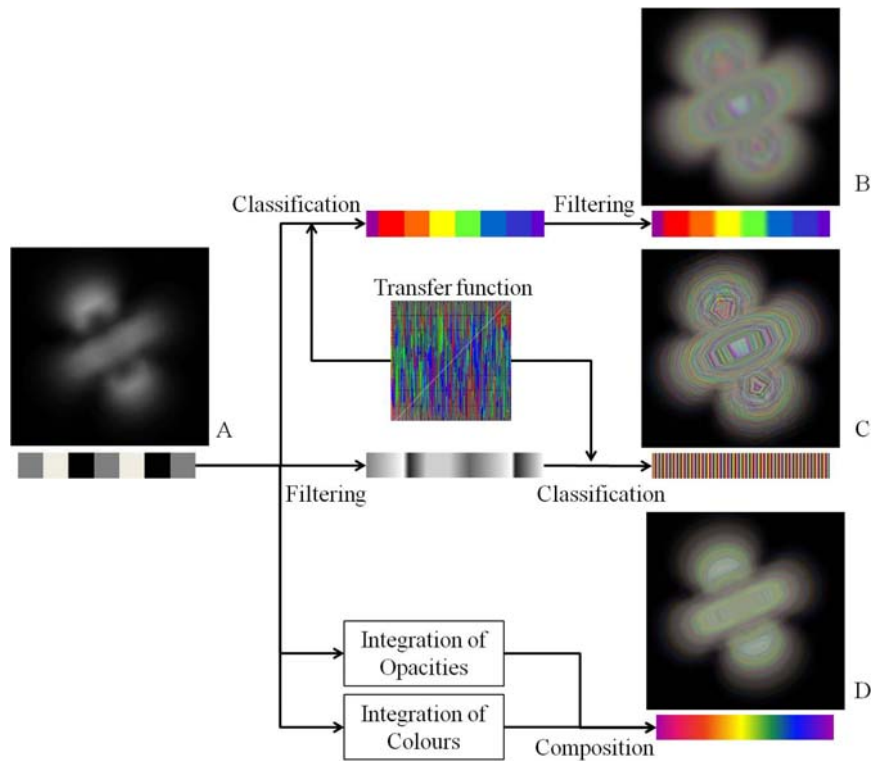 B
Classification
Filtering
Transfer function
A
C
Filtering
Classification
Integration of
Opacities
D
Integration of
Colours
Composition